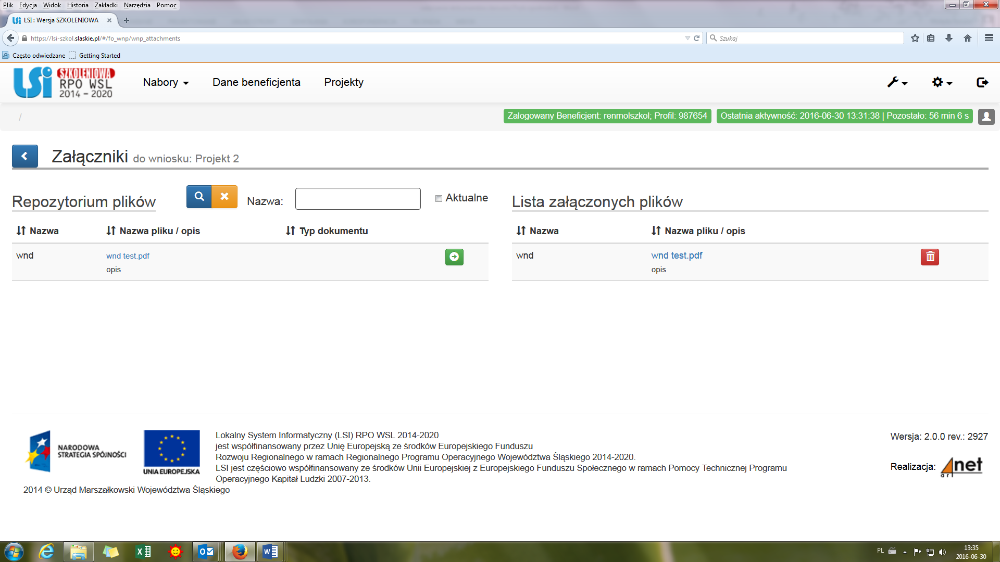 Plik Edycja Widok Historia Zakładki Narzędzia Pomoc
LSI : Wersja SZKOLENIOWA
https://lsi-szkol.slaskie.pl/#/fo_wnp/wnp_attachments
Szukaj
Często odwiedzane Getting Started
LSI SZKOLENIOWA
RPO WSL
2014 – 2020
Nabory Dane beneficjenta Projekty
/
Zalogowany Beneficjent: renmolszkol; Profil: 987654
Ostatnia aktywność: 2016-06-30 13:31:38 | Pozostało: 56 min 6 s
Załączniki do wniosku: Projekt 2
Repozytorium plików
Nazwa:
Aktualne
Nazwa Nazwa pliku / opis Typ dokumentu
wnd wnd test.pdf
opis
Lista załączonych plików
Nazwa Nazwa pliku / opis
wnd wnd test.pdf
opis
NARODOWA
STRATEGIA SPÓJNOŚCI
UNIA EUROPEJSKA
Lokalny System Informatyczny (LSI) RPO WSL 2014-2020
jest współfinansowany przez Unię Europejską ze środków Europejskiego Funduszu
Rozwoju Regionalnego w ramach Regionalnego Programu Operacyjnego Województwa Śląskiego 2014-2020.
LSI jest częściowo współfinansowany ze środków Unii Europejskiej z Europejskiego Funduszu Społecznego w ramach Pomocy Technicznej Programu
Operacyjnego Kapitał Ludzki 2007-2013.
2014 © Urząd Marszałkowski Województwa Śląskiego
Wersja: 2.0.0 rev.: 2927
Realizacja:
net
art
PL
13:35
2016-06-30